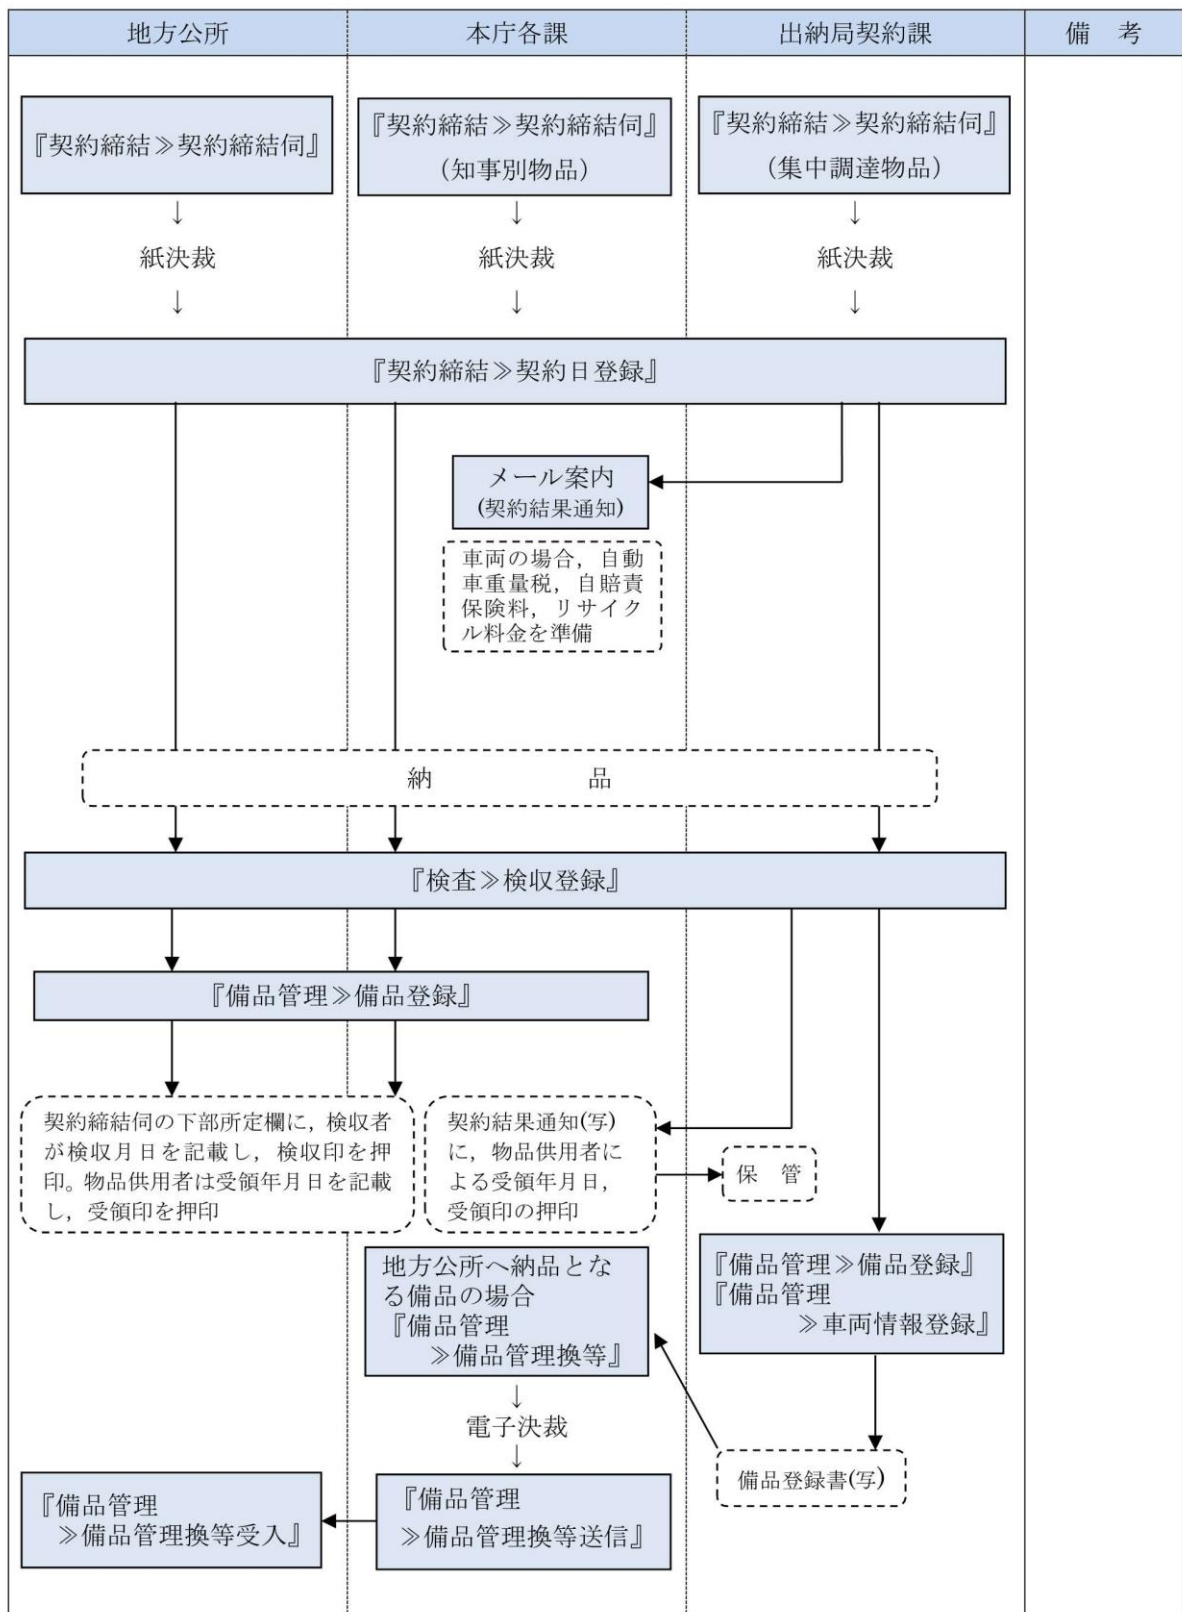 地方公所
本庁各課
出納局契約課
備　考
『契約締結≫契約締結伺』
『契約締結≫契約締結伺』
（知事別物品）
『契約締結≫契約締結伺』
（集中調達物品）
↓
↓
↓
紙決裁
紙決裁
紙決裁
↓
↓
↓
『契約締結≫契約日登録』
メール案内
(契約結果通知)
車両の場合，自動
車重量税，自賠責
保険料，リサイク
ル料金を準備
納　　　　　　品
『検査≫検収登録』
『備品管理≫備品登録』
契約締結伺の下部所定欄に，検収者
が検収月日を記載し，検収印を押
印。物品供用者は受領年月日を記載
し，受領印を押印
契約結果通知(写)
に，物品供用者に
よる受領年月日，
受領印の押印
保　管
地方公所へ納品とな
る備品の場合
『備品管理
≫備品管理換等』
『備品管理≫備品登録』
『備品管理
≫車両情報登録』
↓
電子決裁
↓
備品登録書(写)
『備品管理
≫備品管理換等受入』
『備品管理
≫備品管理換等送信』